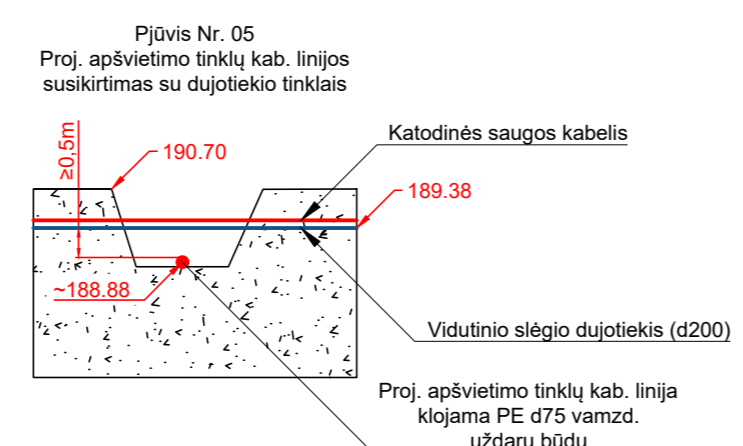 Pjūvis Nr. 05
Proj. apšvietimo tinklų kab. linijos
susikirtimas su dujotiekio tinklais
≥0,5m
190.70
Katodinės saugos kabelis
189.38
~188.88
Vidutinio slėgio dujotiekis (d200)
Proj. apšvietimo tinklų kab. linija
klojama PE d75 vamzd.
uždaru būdu